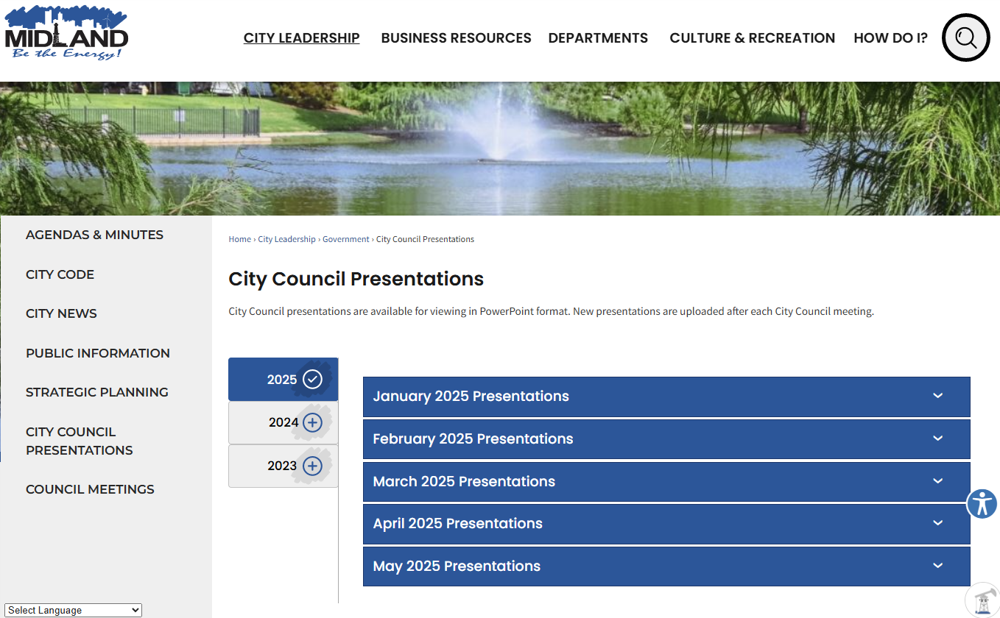 MIDLAND
Be the Energy!
CITY LEADERSHIP BUSINESS RESOURCES DEPARTMENTS CULTURE & RECREATION HOW DO I?
AGENDAS & MINUTES
CITY CODE
CITY NEWS
PUBLIC INFORMATION
STRATEGIC PLANNING
CITY COUNCIL
PRESENTATIONS
COUNCIL MEETINGS
Select Language
Home › City Leadership › Government › City Council Presentations
City Council Presentations
City Council presentations are available for viewing in PowerPoint format. New presentations are uploaded after each City Council meeting.
2025
2024
2023
January 2025 Presentations
February 2025 Presentations
March 2025 Presentations
April 2025 Presentations
May 2025 Presentations